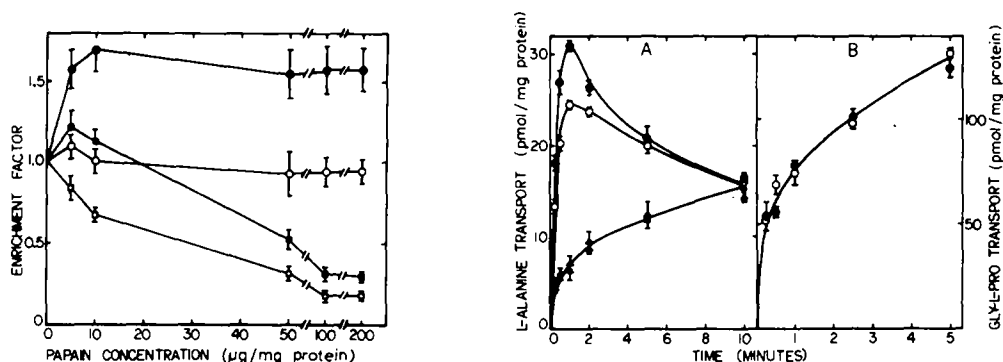 ENRICHMENT FACTOR
1.5
1.0
0.5
0
0 10 20 30 40 50 100 200
PAPAIN CONCENTRATION (µg/mg protein)
L-ALANINE TRANSPORT (pmol/mg protein)
30
20
10
0
A
B
0 2 4 6 8 10 1 2 3 4 5
TIME (MINUTES)
100
50
GLY-L-PRO TRANSPORT (pmol/mg protein)